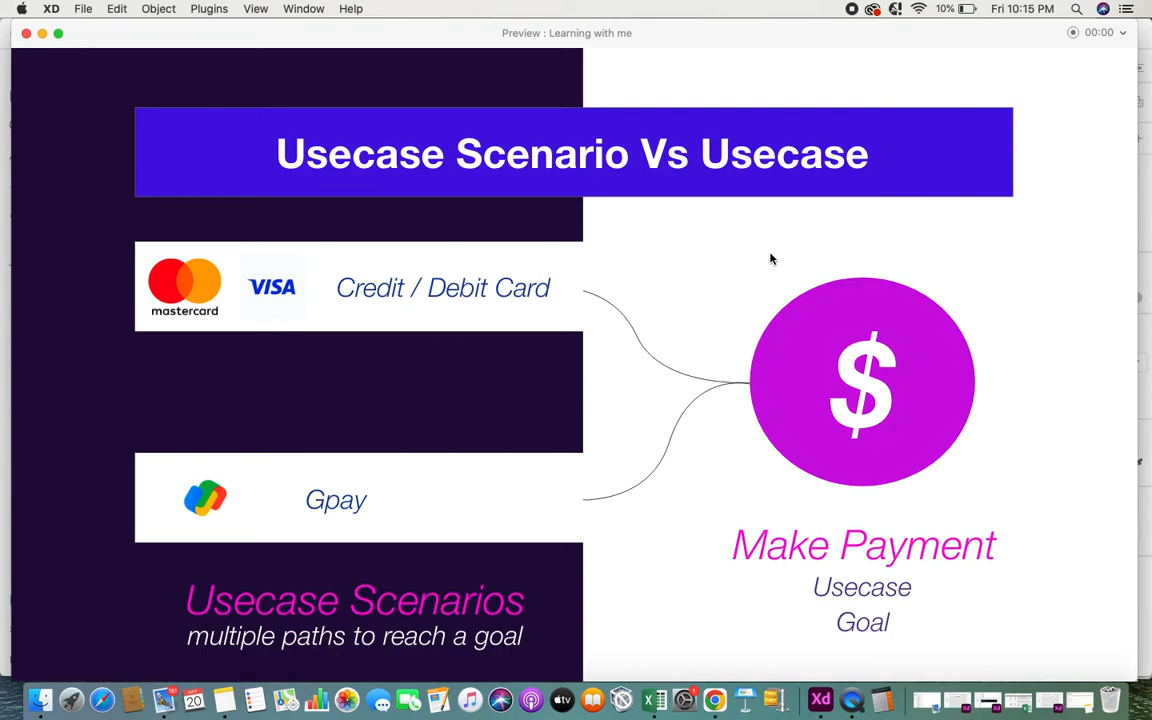 XD File Edit Object Plugins View Window Help
10% Fri 10:15 PM
Preview : Learning with me
00:00
Usecase Scenario Vs Usecase
mastercard
VISA
Credit / Debit Card
$
Gpay
Make Payment
Usecase
Goal
Usecase Scenarios
multiple paths to reach a goal
tv
Xd